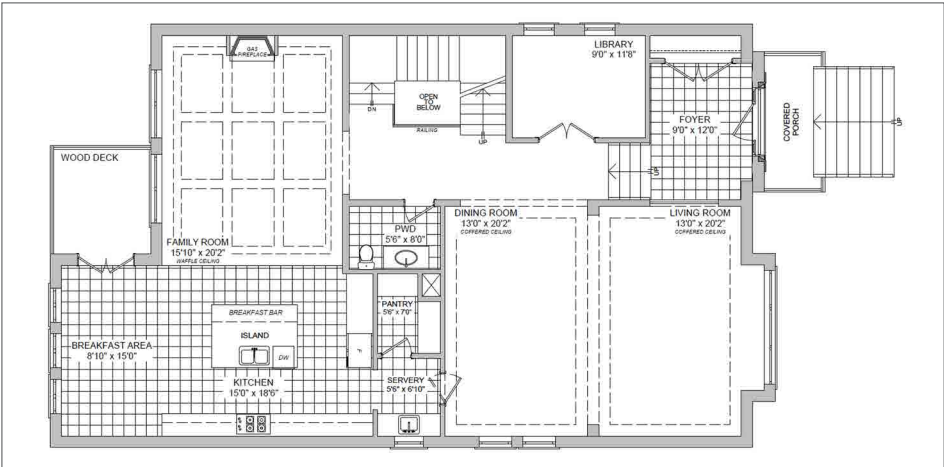 GAS
FIREPLACE
LIBRARY
9'0" x 11'8"
OPEN
TO
BELOW
DN
RAILING
UP
FOYER
9'0" x 12'0"
COVERED
PORCH
UP
UP
WOOD DECK
FAMILY ROOM
15'10" x 20'2"
WAFFLE CEILING
PWD
5'6" x 8'0"
DINING ROOM
13'0" x 20'2"
COFFERED CEILING
LIVING ROOM
13'0" x 20'2"
COFFERED CEILING
PANTRY
5'6" x 7'0"
BREAKFAST BAR
ISLAND
DW
F
BREAKFAST AREA
8'10" x 15'0"
KITCHEN
15'0" x 18'6"
SERVERY
5'6" x 6'10"